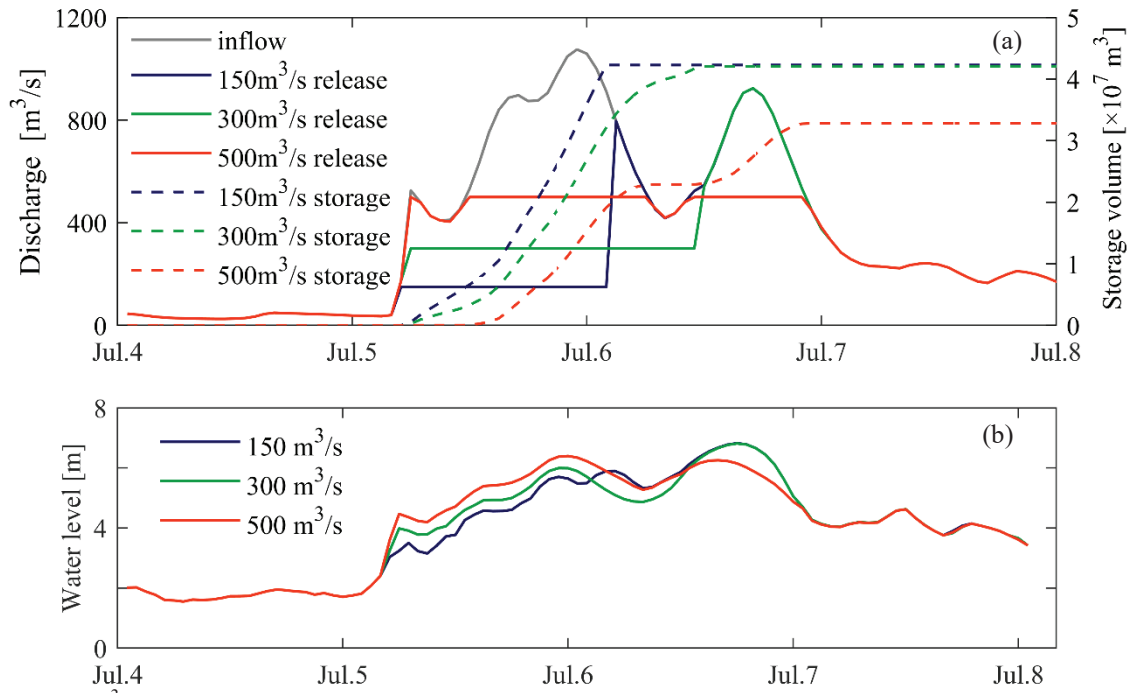 (a)
inflow
150m³/s release
300m³/s release
500m³/s release
150m³/s storage
300m³/s storage
500m³/s storage
Discharge [m³/s]
1200
800
400
0
Storage volume [×10⁷ m³]
5
4
3
2
1
0
Jul.4 Jul.5 Jul.6 Jul.7 Jul.8
(b)
150 m³/s
300 m³/s
500 m³/s
Water level [m]
8
4
0
Jul.4 Jul.5 Jul.6 Jul.7 Jul.8